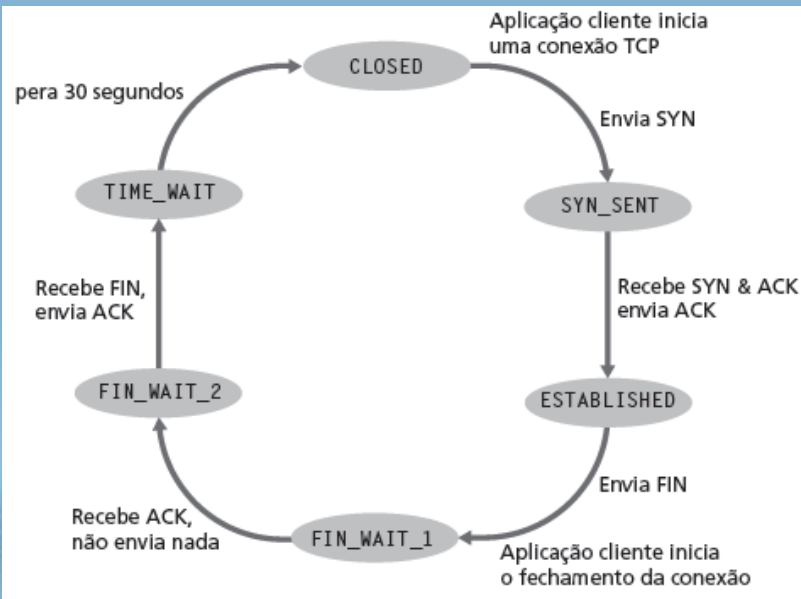 Aplicação cliente inicia
uma conexão TCP
CLOSED
pera 30 segundos
Envia SYN
TIME_WAIT
SYN_SENT
Recebe FIN,
envia ACK
Recebe SYN & ACK
envia ACK
FIN_WAIT_2
ESTABLISHED
Envia FIN
Recebe ACK,
não envia nada
FIN_WAIT_1
Aplicação cliente inicia
o fechamento da conexão